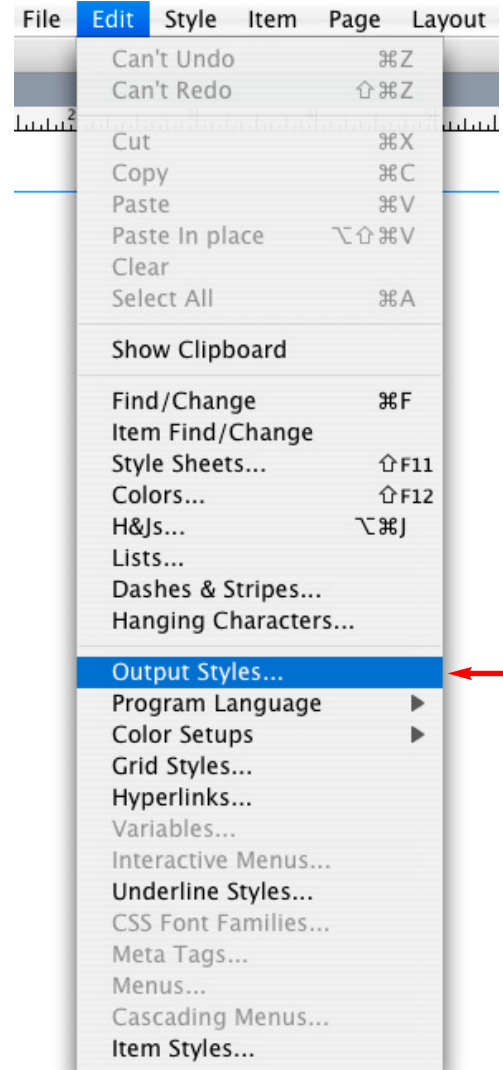 File Edit Style Item Page Layout
Can't Undo ⌘Z
Can't Redo ⇧⌘Z
2
Cut ⌘X
Copy ⌘C
Paste ⌘V
Paste In place ⌥⇧⌘V
Clear
Select All ⌘A
Show Clipboard
Find/Change ⌘F
Item Find/Change
Style Sheets... ⇧F11
Colors... ⇧F12
H&Js... ⌥⌘J
Lists...
Dashes & Stripes...
Hanging Characters...
Output Styles...
Program Language ▶
Color Setups ▶
Grid Styles...
Hyperlinks...
Variables...
Interactive Menus...
Underline Styles...
CSS Font Families...
Meta Tags...
Menus...
Cascading Menus...
Item Styles...